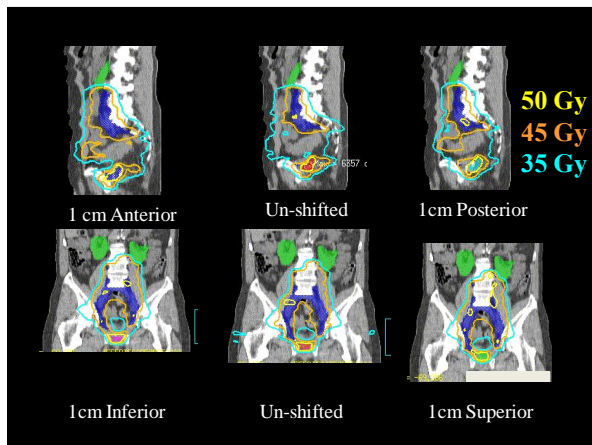 50 Gy
45 Gy
35 Gy
1 cm Anterior
Un-shifted
1cm Posterior
1cm Inferior
Un-shifted
1cm Superior